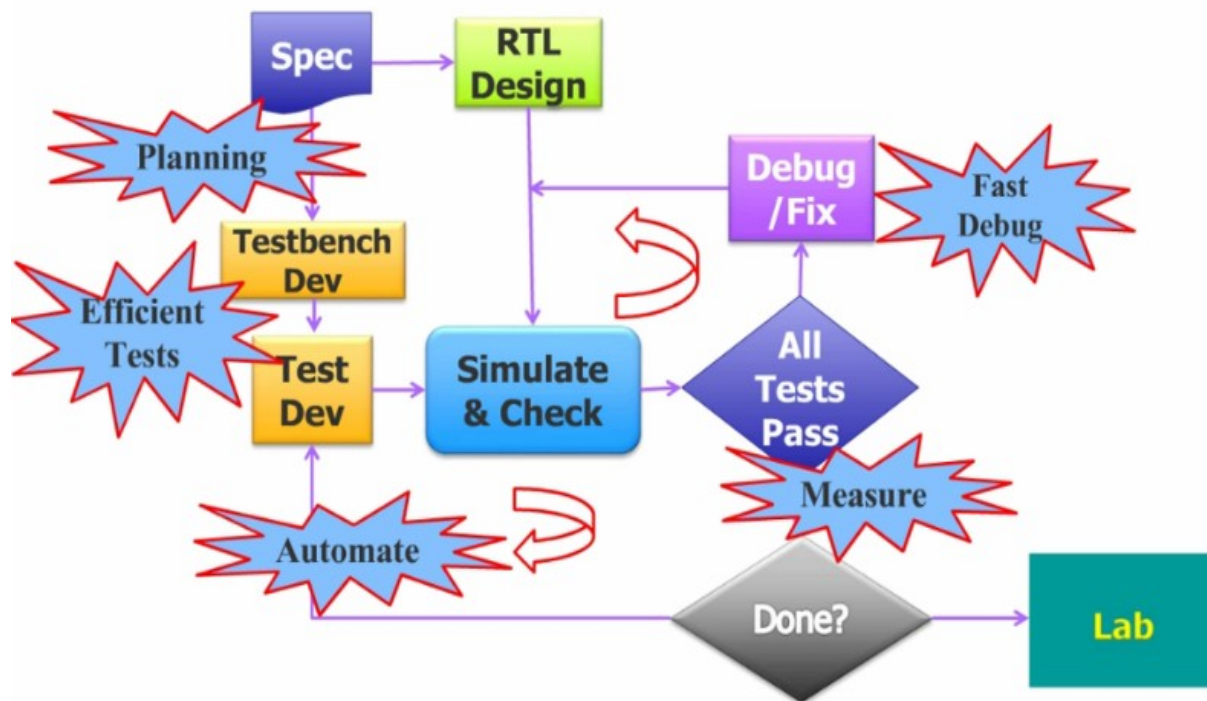 Spec
RTL
Design
Planning
Debug
/Fix
Fast
Debug
Testbench
Dev
Efficient
Tests
Test
Dev
Simulate
& Check
All
Tests
Pass
Measure
Automate
Done?
Lab